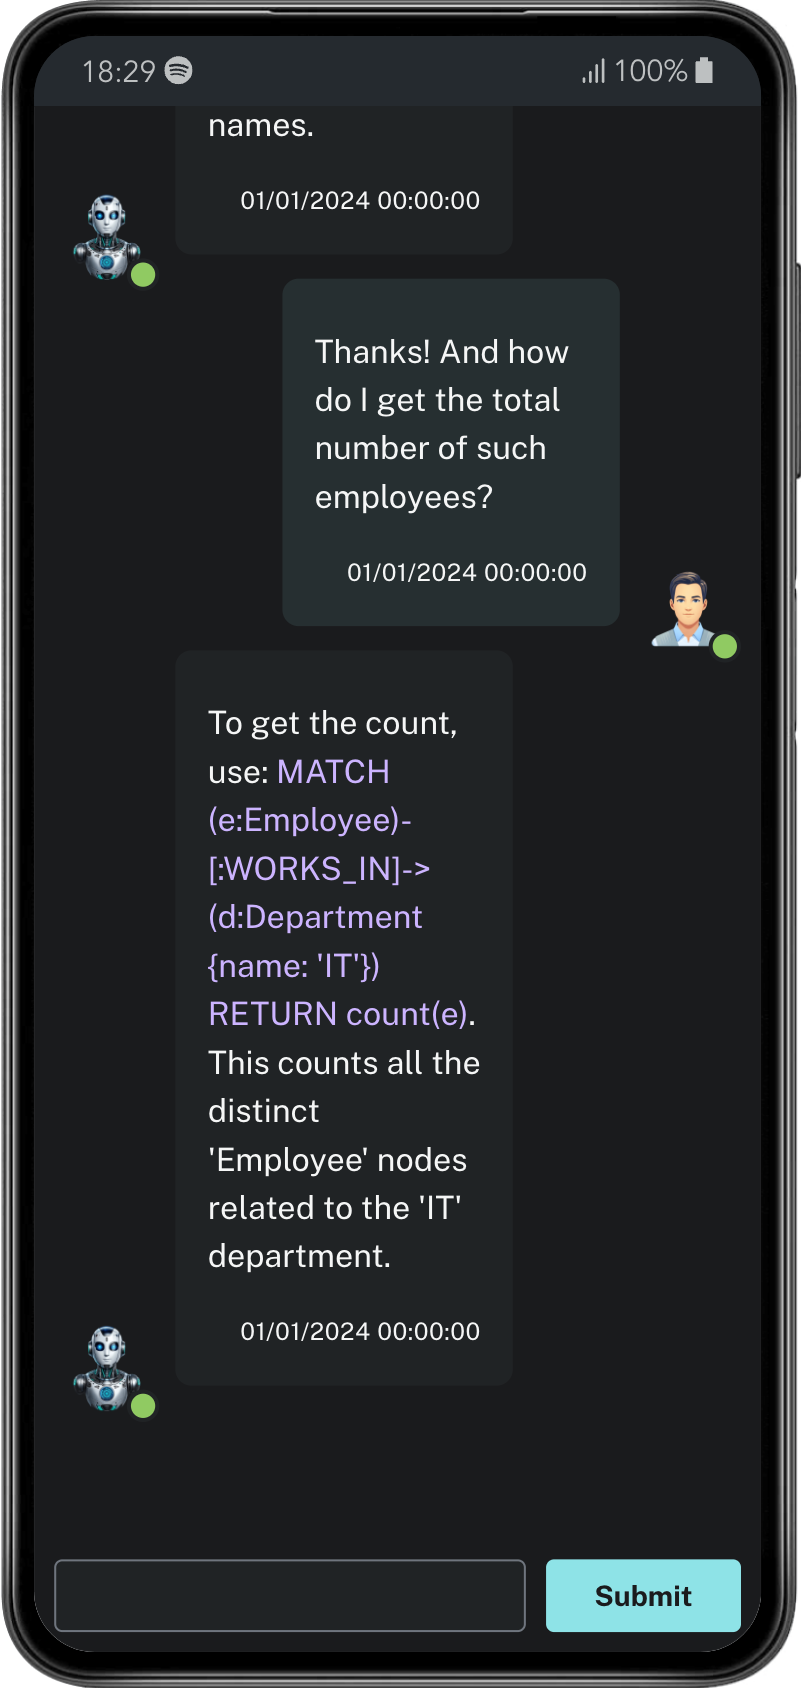 18:29 100%
names.
01/01/2024 00:00:00
Thanks! And how
do I get the total
number of such
employees?
01/01/2024 00:00:00
To get the count,
use: MATCH
(e:Employee)-
[:WORKS_IN]->
(d:Department
{name: 'IT'})
RETURN count(e).
This counts all the
distinct
'Employee' nodes
related to the 'IT'
department.
01/01/2024 00:00:00
Submit